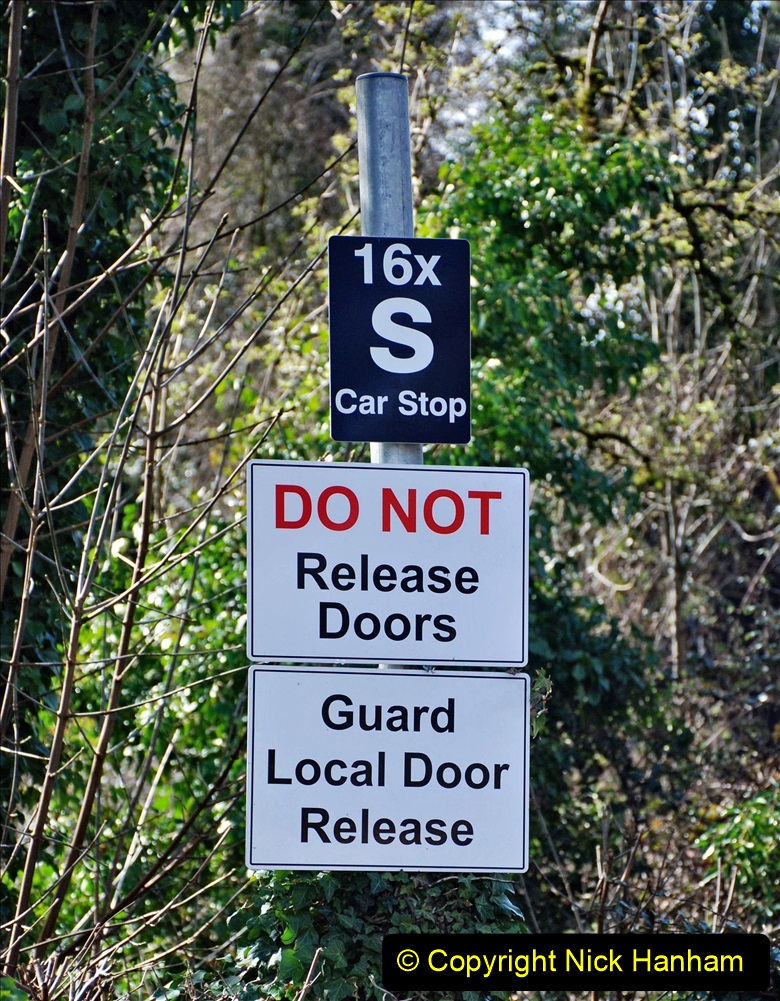 16x
S
Car Stop
DO NOT
Release
Doors
Guard
Local Door
Release
© Copyright Nick Hanham